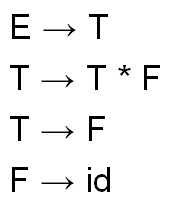 E → T
T → T * F
T → F
F → id